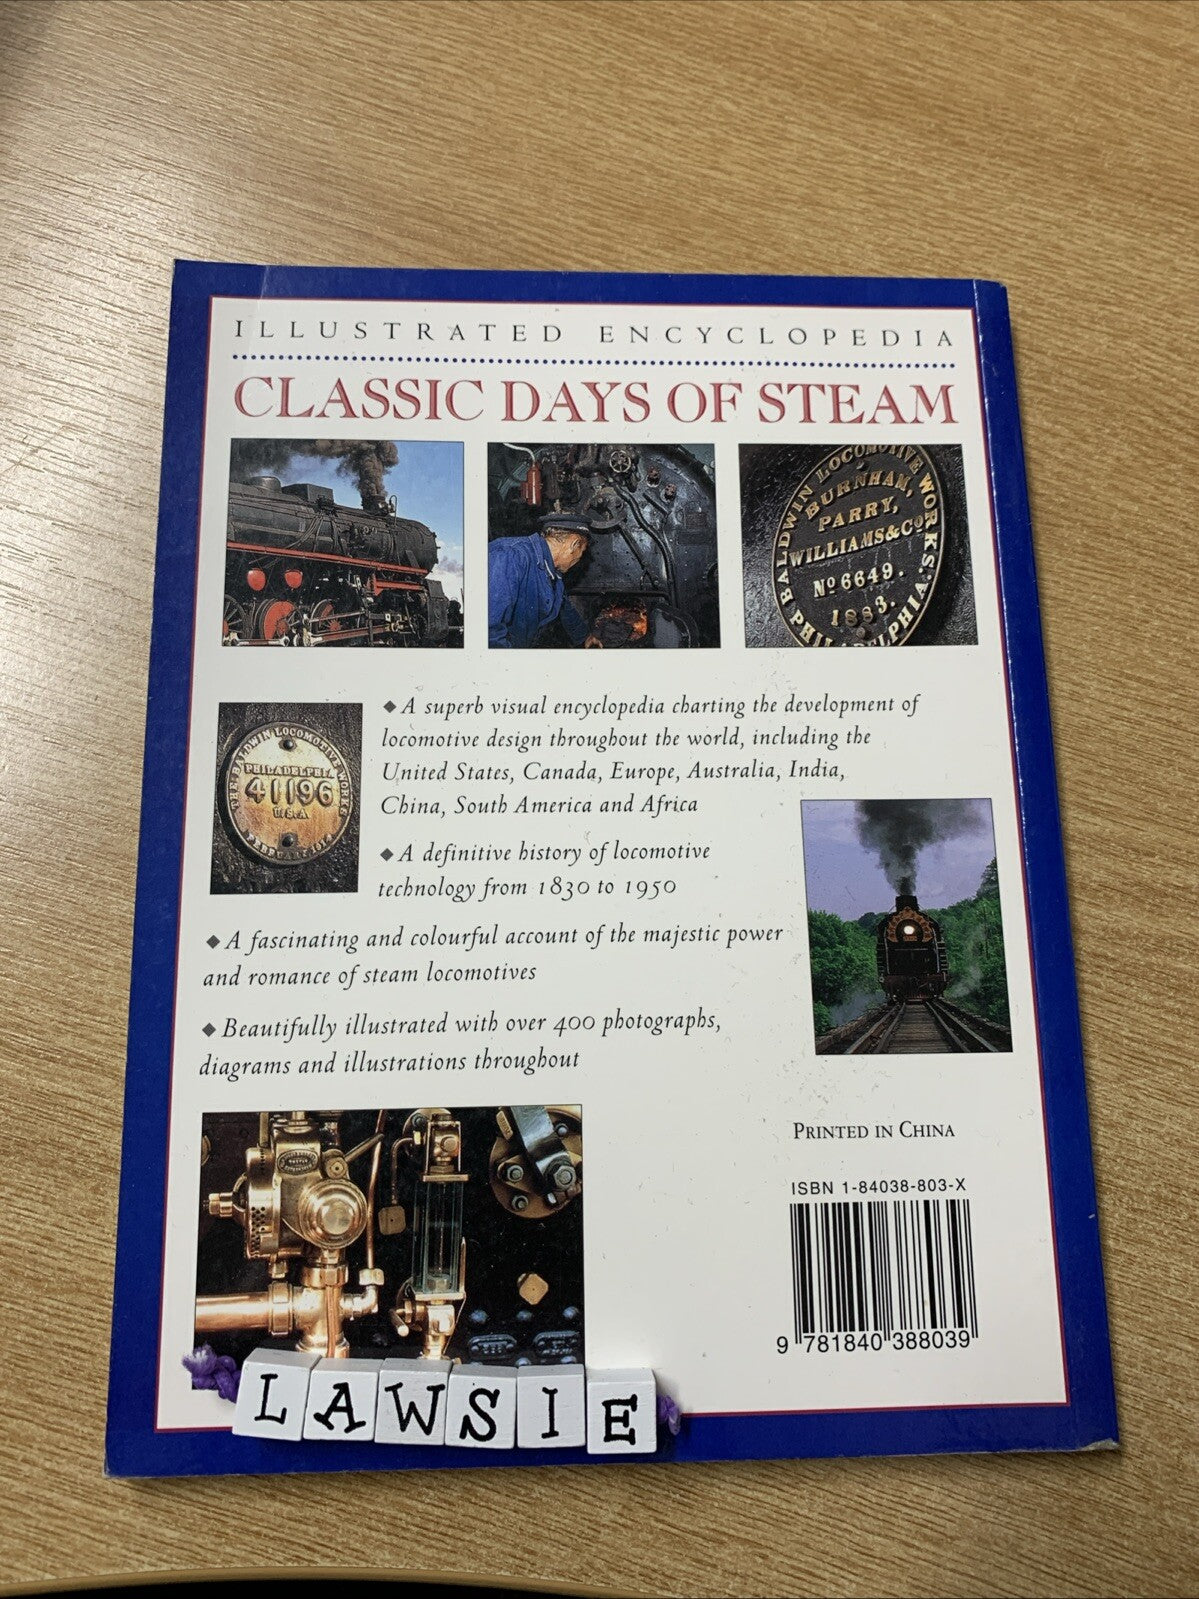 ILLUSTRATED ENCYCLOPEDIA
CLASSIC DAYS OF STEAM
BALDWIN LOCOMOTIVE WORKS.
BURNHAM,
PARRY,
WILLIAMS&Co
No 6649.
1883.
PHILADELPHIA
THE BALDWIN LOCOMOTIVE WORKS
PHILADELPHIA
41196
U.S.A
◆ A superb visual encyclopedia charting the development of
locomotive design throughout the world, including the
United States, Canada, Europe, Australia, India,
China, South America and Africa
◆ A definitive history of locomotive
technology from 1830 to 1950
◆ A fascinating and colourful account of the majestic power
and romance of steam locomotives
◆ Beautifully illustrated with over 400 photographs,
diagrams and illustrations throughout
PRINTED IN CHINA
ISBN 1-84038-803-X
9 781840 388039
LAWSIE